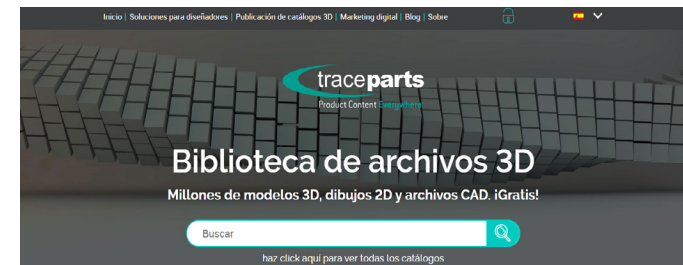 Inicio | Soluciones para diseñadores | Publicación de catálogos 3D | Marketing digital | Blog | Sobre
traceparts
Product Content Everywhere
Biblioteca de archivos 3D
Millones de modelos 3D, dibujos 2D y archivos CAD. ¡Gratis!
Buscar
haz click aquí para ver todas los catálogos